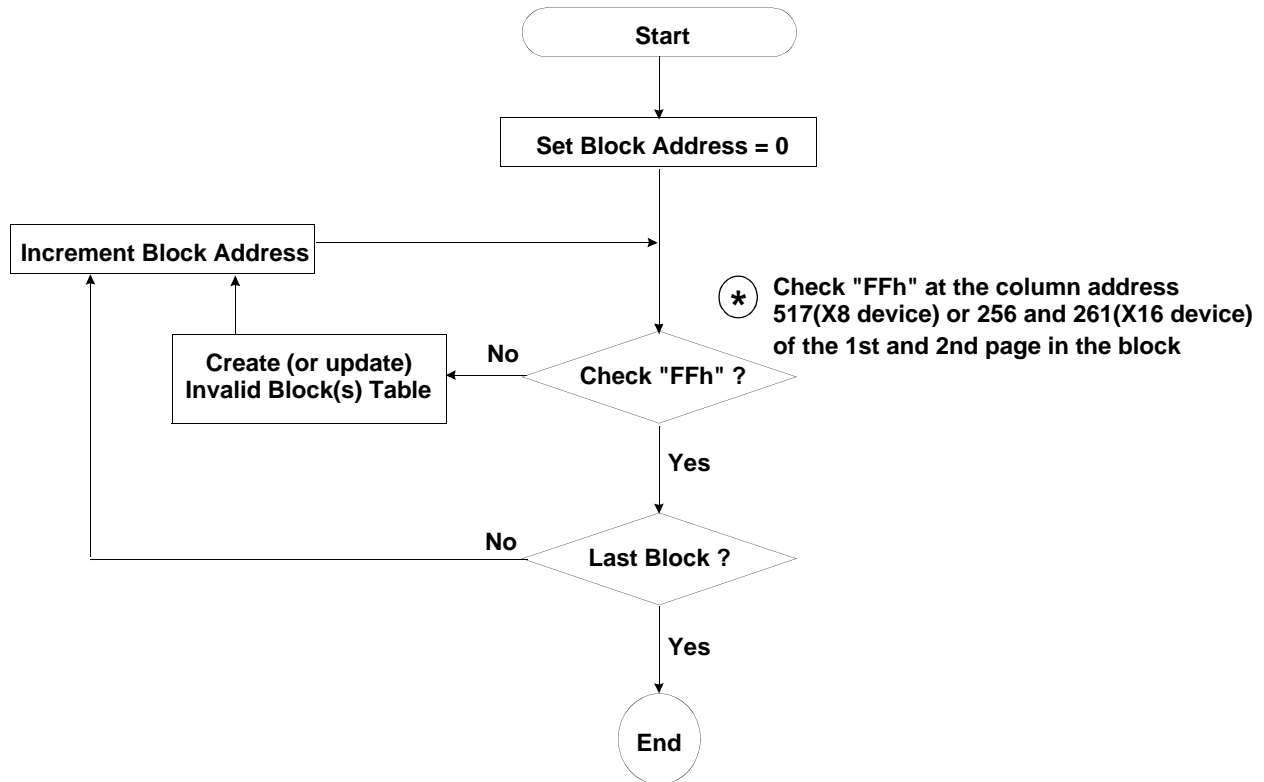 Start
Set Block Address = 0
Increment Block Address
* Check "FFh" at the column address
517(X8 device) or 256 and 261(X16 device)
of the 1st and 2nd page in the block
Create (or update)
Invalid Block(s) Table
No
Check "FFh" ?
Yes
No
Last Block ?
Yes
End